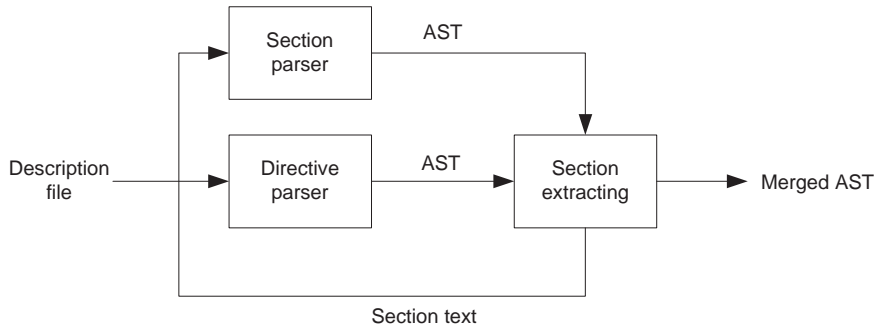 Section
parser
AST
Description
file
Directive
parser
AST
Section
extracting
Merged AST
Section text